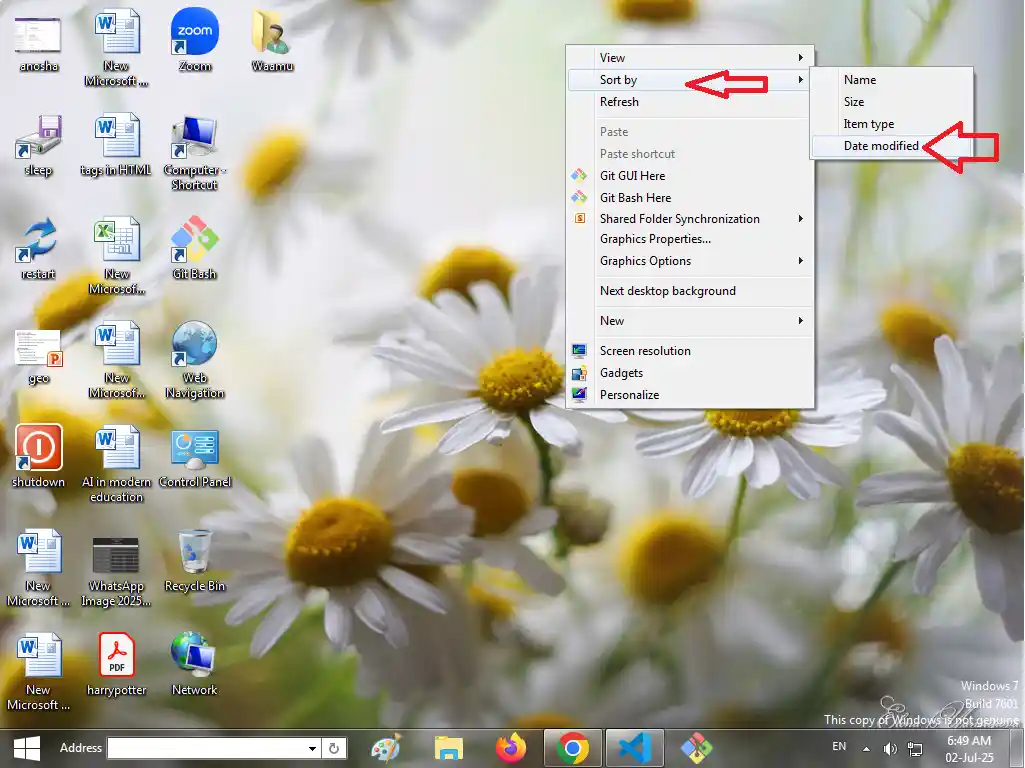 anosha
New
Microsoft ...
zoom
Zoom
Waamu
sleep
tags in HTML
Computer -
Shortcut
restart
New
Microsof...
Git Bash
geo
New
Microsof...
Web
Navigation
shutdown
AI in modern
education
Control Panel
New
Microsoft ...
WhatsApp
Image 2025...
Recycle Bin
New
Microsoft ...
PDF
harrypotter
Network
View
Sort by
Refresh
Paste
Paste shortcut
Git GUI Here
Git Bash Here
Shared Folder Synchronization
Graphics Properties...
Graphics Options
Next desktop background
New
Screen resolution
Gadgets
Personalize
Name
Size
Item type
Date modified
Windows 7
Build 7601
This copy of Windows is not genuine
Address
EN
6:49 AM
02-Jul-25